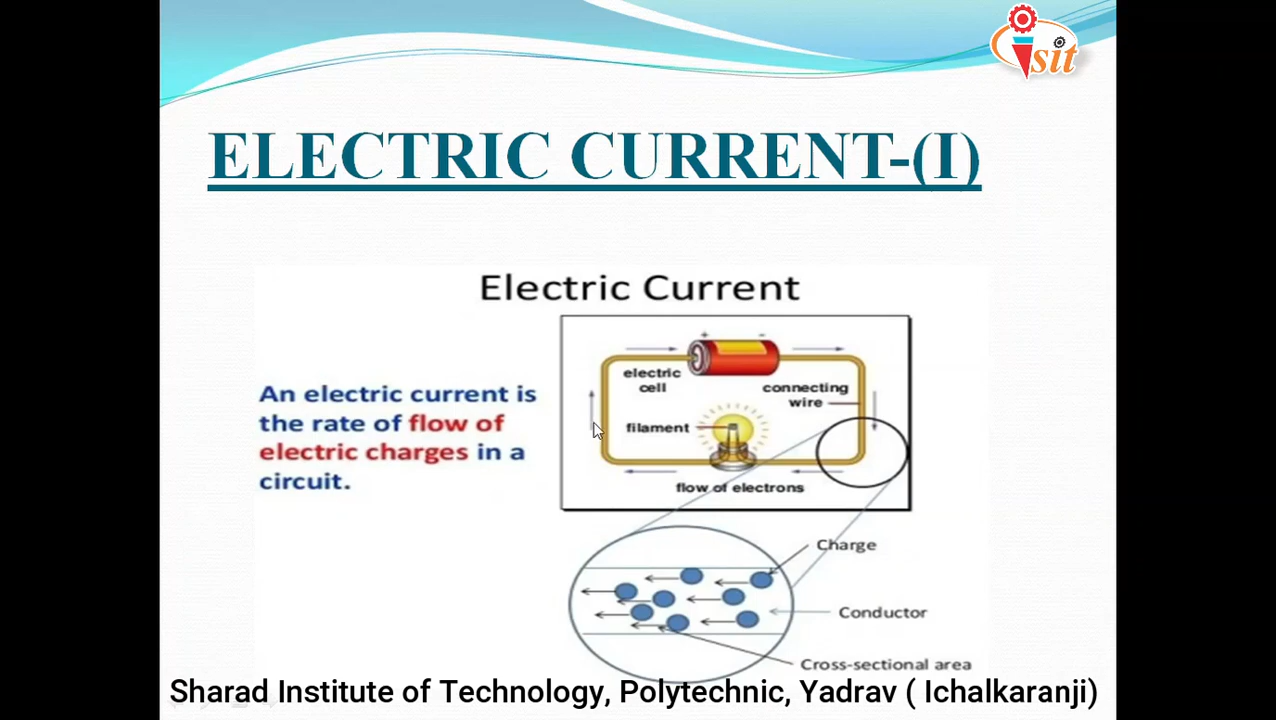 sit
ELECTRIC CURRENT-(I)
Electric Current
+ -
electric
cell
connecting
wire
An electric current is
the rate of flow of
electric charges in a
circuit.
filament
flow of electrons
Charge
Conductor
Cross-sectional area
Sharad Institute of Technology, Polytechnic, Yadrav ( Ichalkaranji)